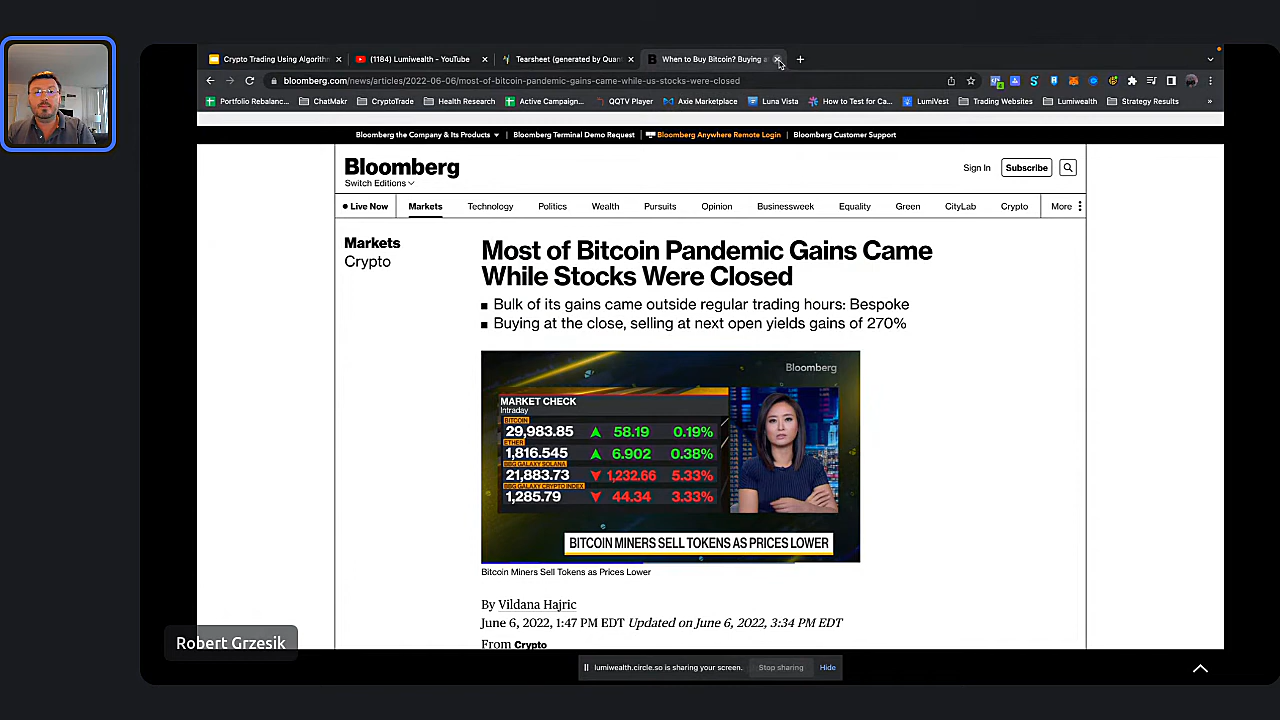 Crypto Trading Using Algorithm
(1184) Lumiwealth - YouTube
Tearsheet (generated by Quan
When to Buy Bitcoin? Buying a
bloomberg.com/news/articles/2022-06-06/most-of-bitcoin-pandemic-gains-came-while-us-stocks-were-closed
Portfolio Rebalanc...
ChatMakr
CryptoTrade
Health Research
Active Campaign...
QQTV Player
Axie Marketplace
Luna Vista
How to Test for Ca...
LumiVest
Trading Websites
Lumiwealth
Strategy Results
»
Bloomberg the Company & Its Products
Bloomberg Terminal Demo Request
Bloomberg Anywhere Remote Login
Bloomberg Customer Support
Bloomberg
Switch Editions
Sign In
Subscribe
Live Now
Markets
Technology
Politics
Wealth
Pursuits
Opinion
Businessweek
Equality
Green
CityLab
Crypto
More
Markets
Crypto
Most of Bitcoin Pandemic Gains Came
While Stocks Were Closed
Bulk of its gains came outside regular trading hours: Bespoke
Buying at the close, selling at next open yields gains of 270%
Bloomberg
MARKET CHECK
Intraday
BITCOIN
29,983.85 58.19 0.19%
ETHER
1,816.545 6.902 0.38%
BBG GALAXY SOLANA
21,883.73 1,232.66 5.33%
BBG GALAXY CRYPTO INDEX
1,285.79 44.34 3.33%
BITCOIN MINERS SELL TOKENS AS PRICES LOWER
Bitcoin Miners Sell Tokens as Prices Lower
By Vildana Hajric
June 6, 2022, 1:47 PM EDT Updated on June 6, 2022, 3:34 PM EDT
From Crypto
Robert Grzesik
lumiwealth.circle.so is sharing your screen.
Stop sharing
Hide